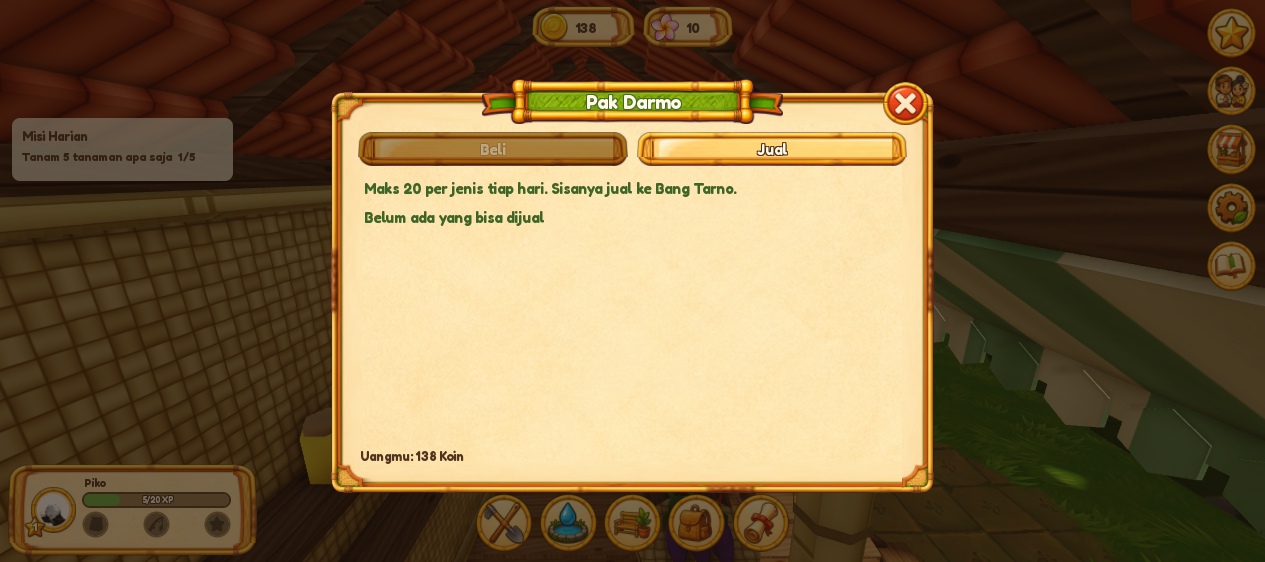 138
10
Pak Darmo
Misi Harian
Tanam 5 tanaman apa saja 1/5
Beli
Jual
Maks 20 per jenis tiap hari. Sisanya jual ke Bang Tarno.
Belum ada yang bisa dijual
Uangmu: 138 Koin
Piko
5/20 XP
1